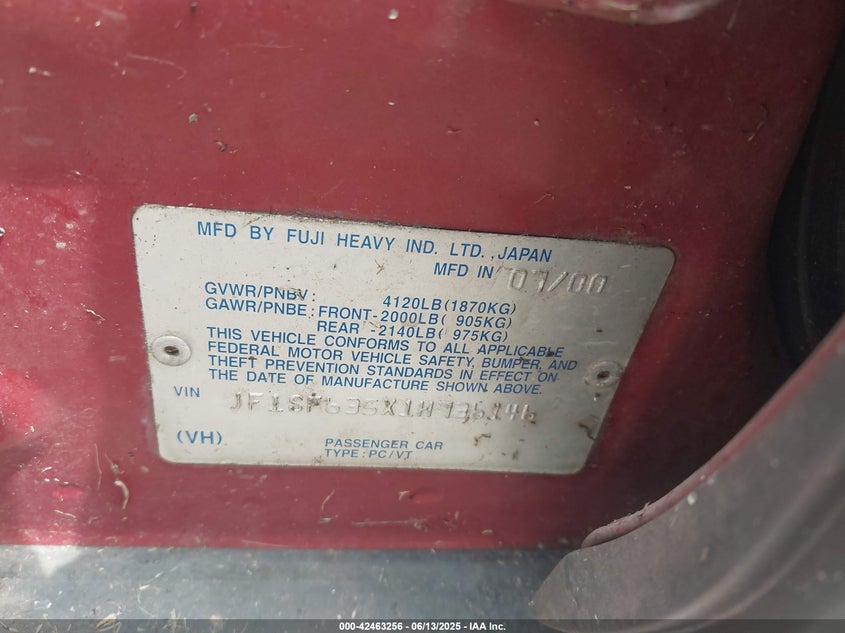 MFD BY FUJI HEAVY IND. LTD., JAPAN
MFD IN 07/00
GVWR/PNBV: 4120LB(1870KG)
GAWR/PNBE, FRONT-2000LB( 905KG)
REAR -2140LB( 975KG)
THIS VEHICLE CONFORMS TO ALL APPLICABLE
FEDERAL MOTOR VEHICLE SAFETY, BUMPER, AND
THEFT PREVENTION STANDARDS IN EFFECT ON
THE DATE OF MANUFACTURE SHOWN ABOVE.
VIN JF1SF635X1H735146
(VH)
PASSENGER CAR
TYPE: PC/VT
000-42463256 - 06/13/2025 - IAA Inc.